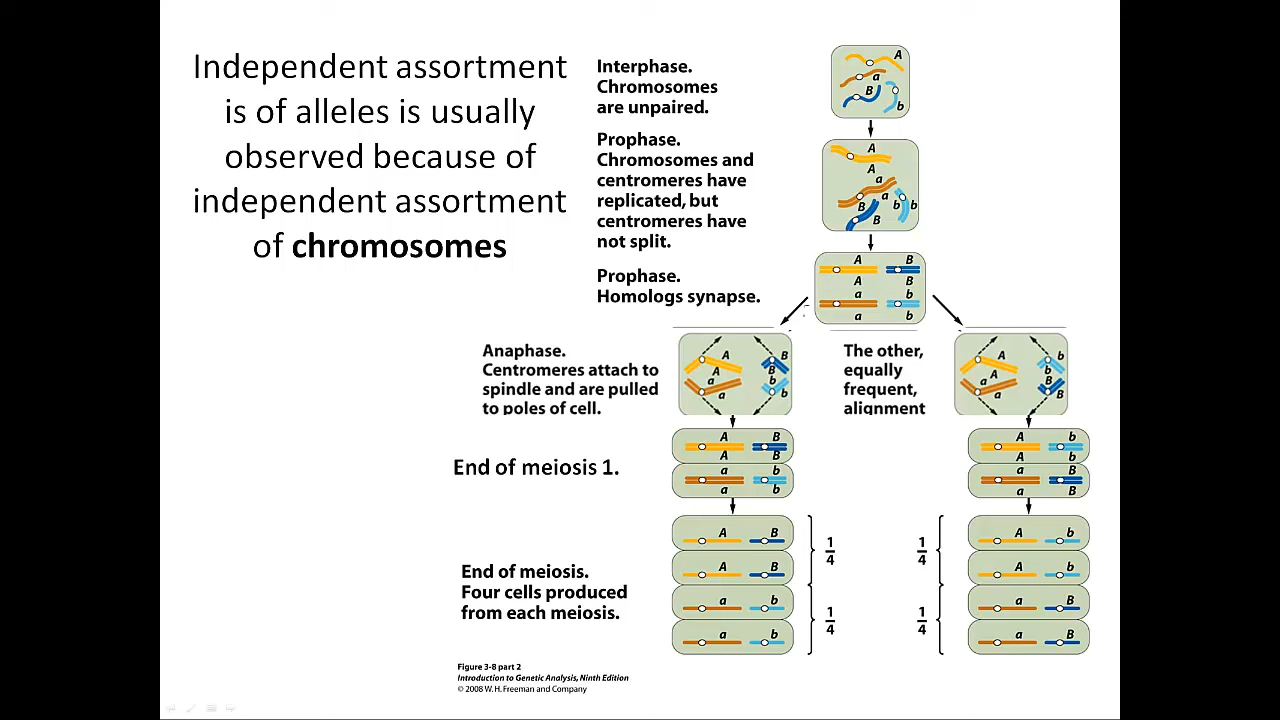 Independent assortment
is of alleles is usually
observed because of
independent assortment
of chromosomes
Interphase.
Chromosomes
are unpaired.
A
a
B
b
Prophase.
Chromosomes and
centromeres have
replicated, but
centromeres have
not split.
A
A
a
a
B
B
b b
Prophase.
Homologs synapse.
A B
A B
a b
a b
Anaphase.
Centromeres attach to
spindle and are pulled
to poles of cell.
A B
A B
a b
a b
The other,
equally
frequent,
alignment
A b
A b
a B
a B
End of meiosis 1.
A B
A B
a b
a b
A b
A b
a B
a B
End of meiosis.
Four cells produced
from each meiosis.
A B
A B
a b
a b
1
4
1
4
1
4
1
4
A b
A b
a B
a B
Figure 3-8 part 2
Introduction to Genetic Analysis, Ninth Edition
© 2008 W. H. Freeman and Company